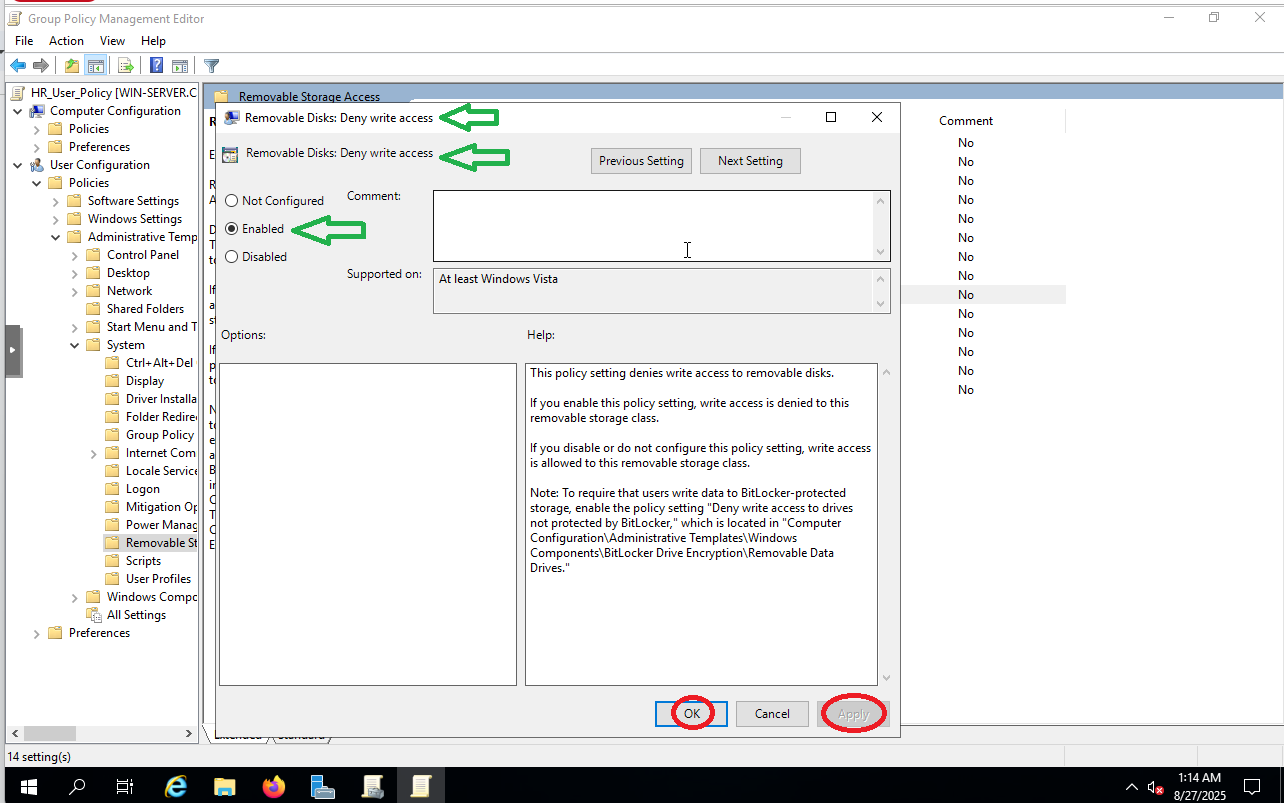 Group Policy Management Editor
File Action View Help
HR_User_Policy [WIN-SERVER.C
Computer Configuration
Policies
Preferences
User Configuration
Policies
Software Settings
Windows Settings
Administrative Temp
Control Panel
Desktop
Network
Shared Folders
Start Menu and T
System
Ctrl+Alt+Del
Display
Driver Installa
Folder Redire
Group Policy
Internet Com
Locale Service
Logon
Mitigation Op
Power Manag
Removable St
Scripts
User Profiles
Windows Compo
All Settings
Preferences
Removable Storage Access
Removable Disks: Deny write access
Removable Disks: Deny write access
Previous Setting Next Setting
Not Configured
Enabled
Disabled
Comment:
Supported on:
At least Windows Vista
Options:
Help:
This policy setting denies write access to removable disks.
If you enable this policy setting, write access is denied to this
removable storage class.
If you disable or do not configure this policy setting, write access
is allowed to this removable storage class.
Note: To require that users write data to BitLocker-protected
storage, enable the policy setting "Deny write access to drives
not protected by BitLocker," which is located in "Computer
Configuration\Administrative Templates\Windows
Components\BitLocker Drive Encryption\Removable Data
Drives."
OK Cancel Apply
Comment
No
No
No
No
No
No
No
No
No
No
No
No
No
No
Extended Standard
14 setting(s)
1:14 AM
8/27/2025